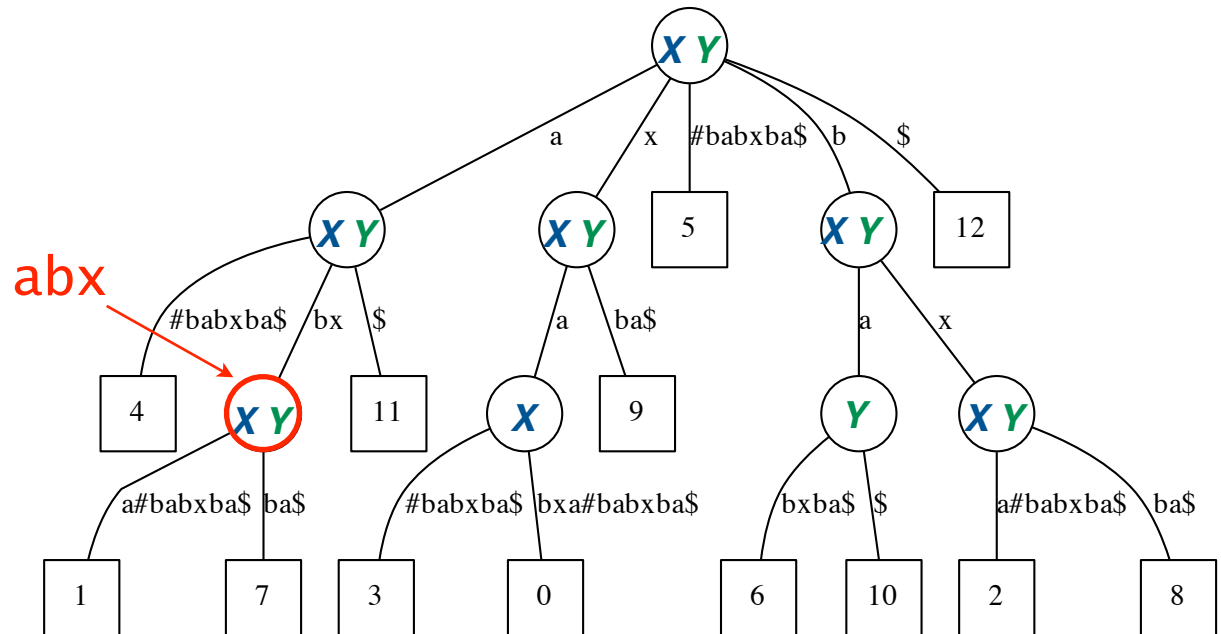 X Y
a x #babxba$ b $
X Y X Y 5 X Y 12
abx
#babxba$ bx $ a ba$ a x
4 X Y 11 X 9 Y X Y
a#babxba$ ba$ #babxba$ bxa#babxba$ bxba$ $ a#babxba$ ba$
1 7 3 0 6 10 2 8